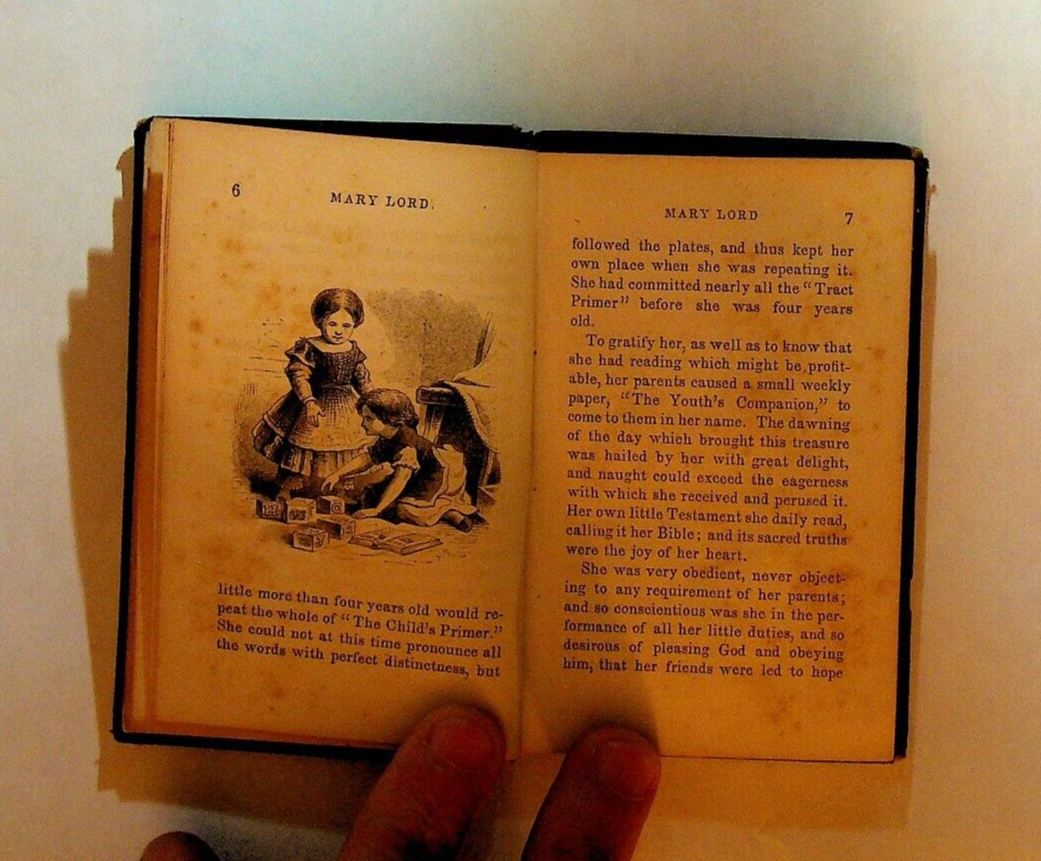 6
MARY LORD.
little more than four years old would re-
peat the whole of "The Child's Primer."
She could not at this time pronounce all
the words with perfect distinctness, but
MARY LORD
7
followed the plates, and thus kept her
own place when she was repeating it.
She had committed nearly all the "Tract
Primer" before she was four years
old.
To gratify her, as well as to know that
she had reading which might be profit-
able, her parents caused a small weekly
paper, "The Youth's Companion," to
come to them in her name. The dawning
of the day which brought this treasure
was hailed by her with great delight,
and naught could exceed the eagerness
with which she received and perused it.
Her own little Testament she daily read,
calling it her Bible; and its sacred truths
were the joy of her heart.
She was very obedient, never object-
ing to any requirement of her parents;
and so conscientious was she in the per-
formance of all her little duties, and so
desirous of pleasing God and obeying
him, that her friends were led to hope